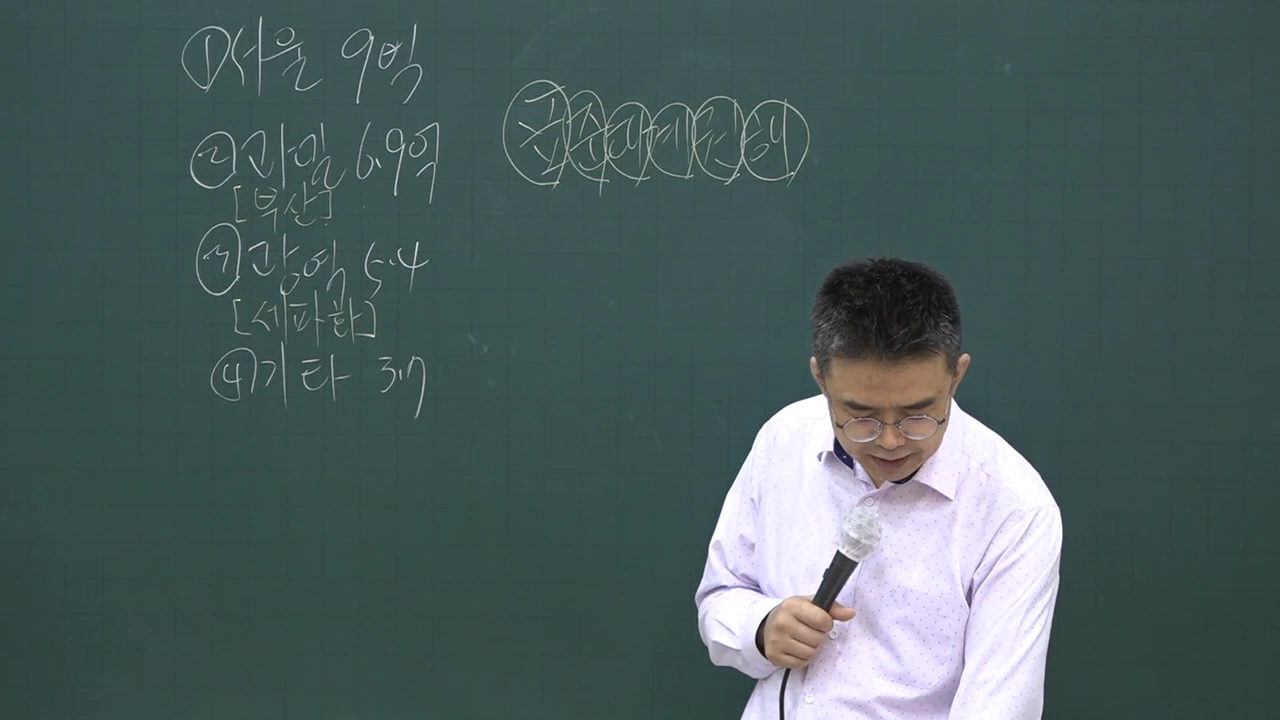 ① 서울 9억
② 과밀 6.9억
[부산]
③ 광역 5.4
[세파화]
④ 기타 3.7